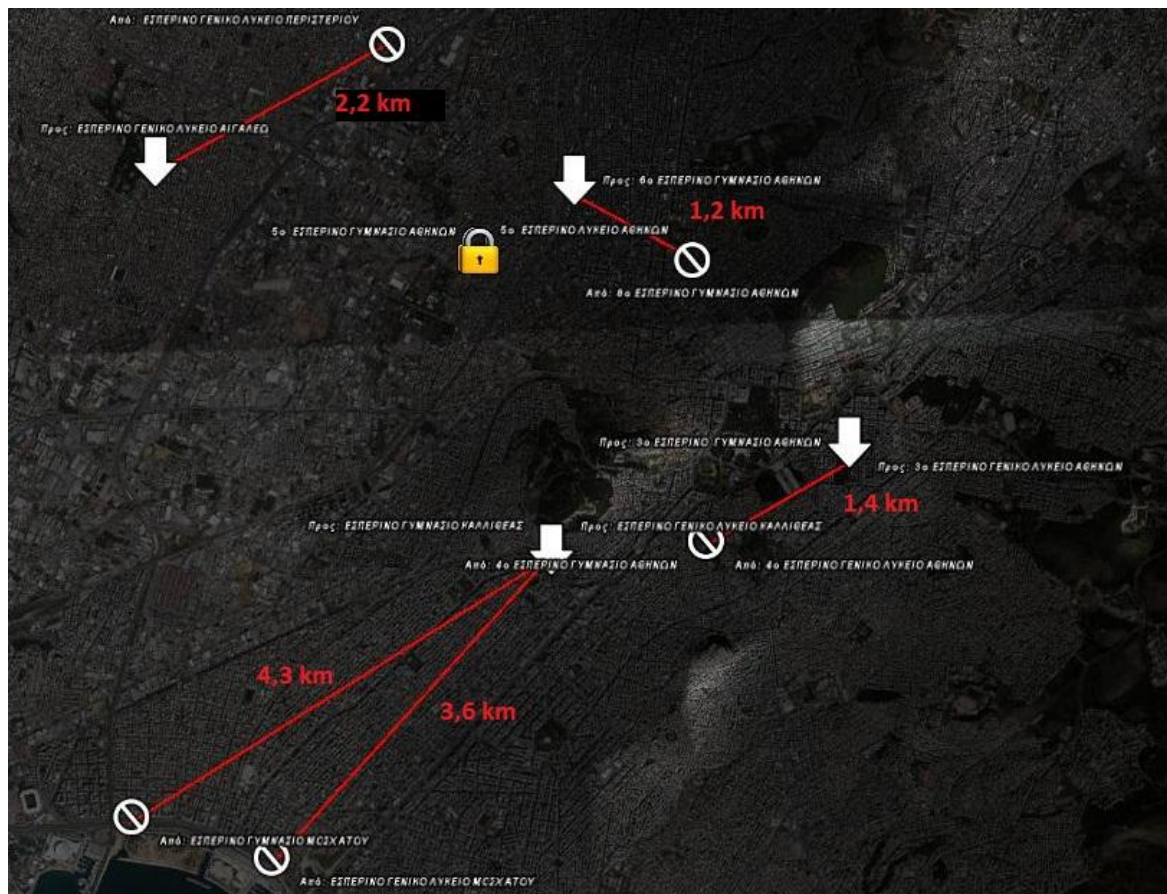 Από: ΕΣΠΕΡΙΝΟ ΓΕΝΙΚΟ ΛΥΚΕΙΟ ΠΕΡΙΣΤΕΡΙΟΥ
2,2 km
Προς: ΕΣΠΕΡΙΝΟ ΓΕΝΙΚΟ ΛΥΚΕΙΟ ΑΙΓΑΛΕΩ
Προς: 6ο ΕΣΠΕΡΙΝΟ ΓΥΜΝΑΣΙΟ ΑΘΗΝΩΝ
1,2 km
5ο ΕΣΠΕΡΙΝΟ ΓΥΜΝΑΣΙΟ ΑΘΗΝΩΝ
5ο ΕΣΠΕΡΙΝΟ ΛΥΚΕΙΟ ΑΘΗΝΩΝ
Από: 8ο ΕΣΠΕΡΙΝΟ ΓΥΜΝΑΣΙΟ ΑΘΗΝΩΝ
Προς: 3ο ΕΣΠΕΡΙΝΟ ΓΥΜΝΑΣΙΟ ΑΘΗΝΩΝ
Προς: 3ο ΕΣΠΕΡΙΝΟ ΓΕΝΙΚΟ ΛΥΚΕΙΟ ΑΘΗΝΩΝ
1,4 km
Προς: ΕΣΠΕΡΙΝΟ ΓΥΜΝΑΣΙΟ ΚΑΛΛΙΘΕΑΣ
Προς: ΕΣΠΕΡΙΝΟ ΓΕΝΙΚΟ ΛΥΚΕΙΟ ΚΑΛΛΙΘΕΑΣ
Από: 4ο ΕΣΠΕΡΙΝΟ ΓΥΜΝΑΣΙΟ ΑΘΗΝΩΝ
Από: 4ο ΕΣΠΕΡΙΝΟ ΓΕΝΙΚΟ ΛΥΚΕΙΟ ΑΘΗΝΩΝ
4,3 km
3,6 km
Από: ΕΣΠΕΡΙΝΟ ΓΥΜΝΑΣΙΟ ΜΟΣΧΑΤΟΥ
Από: ΕΣΠΕΡΙΝΟ ΓΕΝΙΚΟ ΛΥΚΕΙΟ ΜΟΣΧΑΤΟΥ